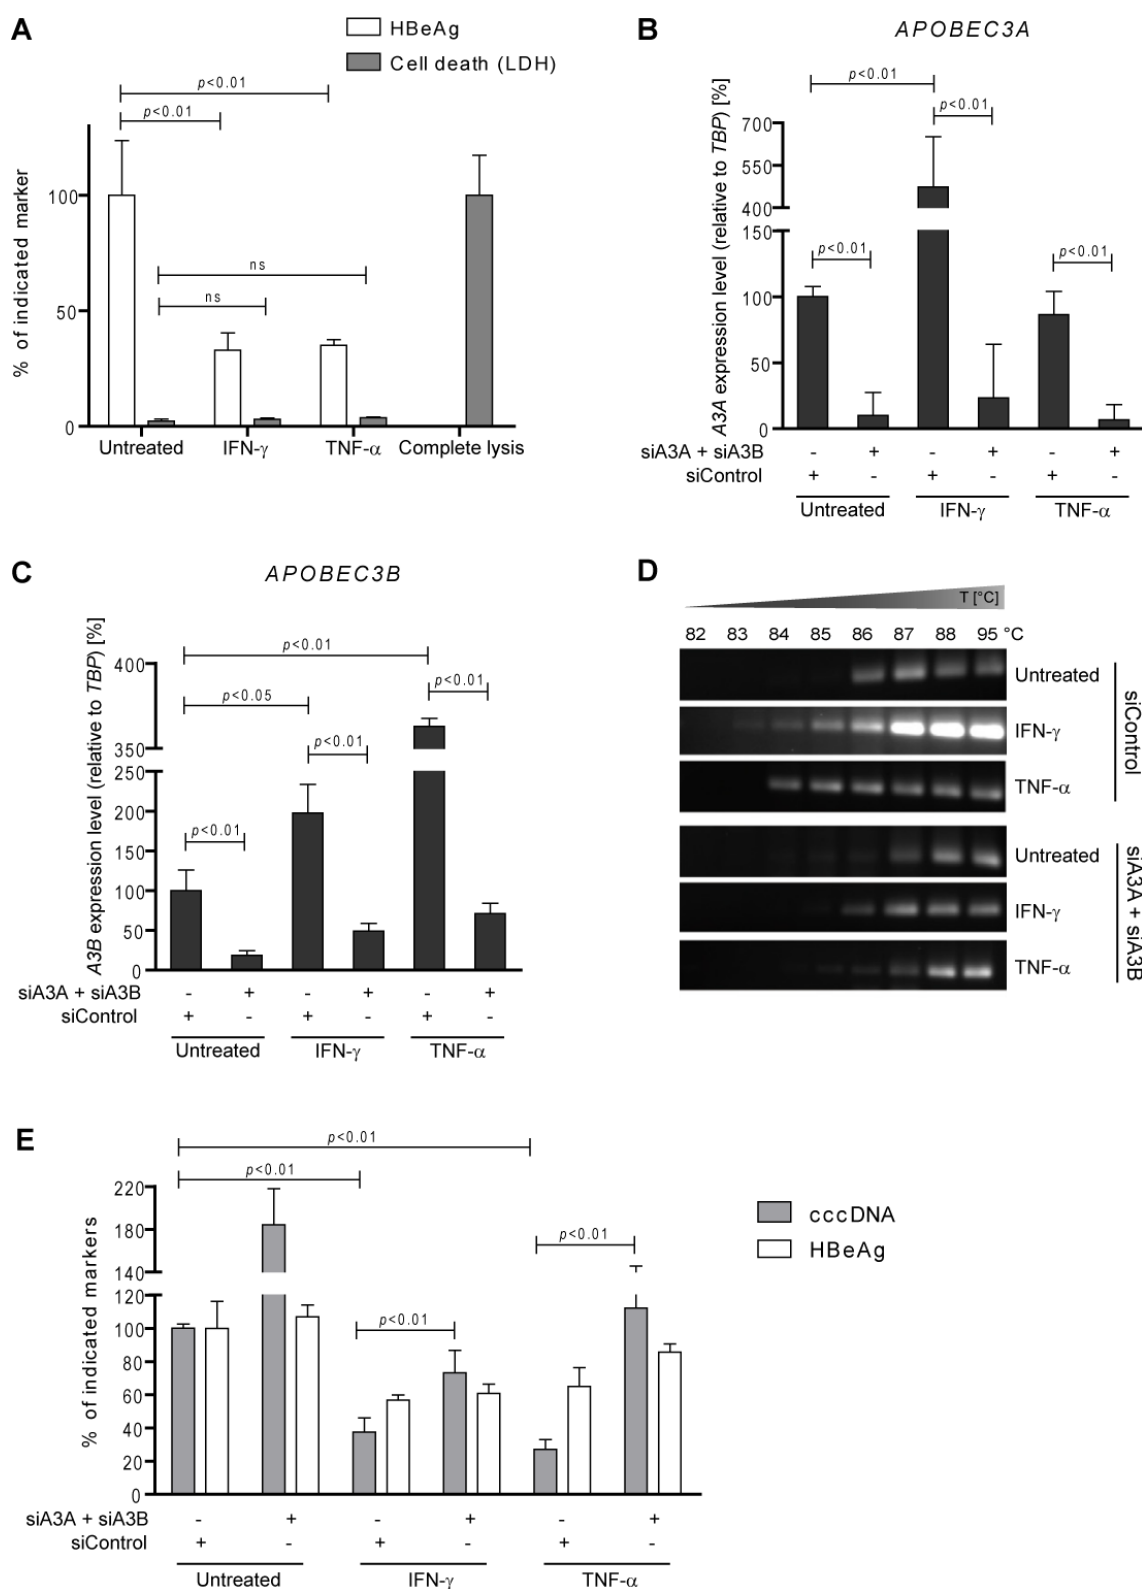 A
HBeAg
Cell death (LDH)
p<0.01
p<0.01
ns
ns
% of indicated marker
100
50
0
Untreated IFN-γ TNF-α Complete lysis
B
APOBEC3A
p<0.01
p<0.01
p<0.01
p<0.01
A3A expression level (relative to TBP) [%]
700
550
400
150
100
50
0
siA3A + siA3B - + - + - +
siControl + - + - + -
Untreated IFN-γ TNF-α
C
APOBEC3B
p<0.01
p<0.01
p<0.05
p<0.01
p<0.01
A3B expression level (relative to TBP) [%]
400
350
250
200
150
100
50
0
siA3A + siA3B - + - + - +
siControl + - + - + -
Untreated IFN-γ TNF-α
D
T [°C]
82 83 84 85 86 87 88 95 °C
Untreated
IFN-γ
TNF-α
siControl
Untreated
IFN-γ
TNF-α
siA3A + siA3B
E
p<0.01
p<0.01
p<0.01
p<0.01
cccDNA
HBeAg
% of indicated markers
220
180
140
120
100
80
60
40
20
0
siA3A + siA3B - + - + - +
siControl + - + - + -
Untreated IFN-γ TNF-α